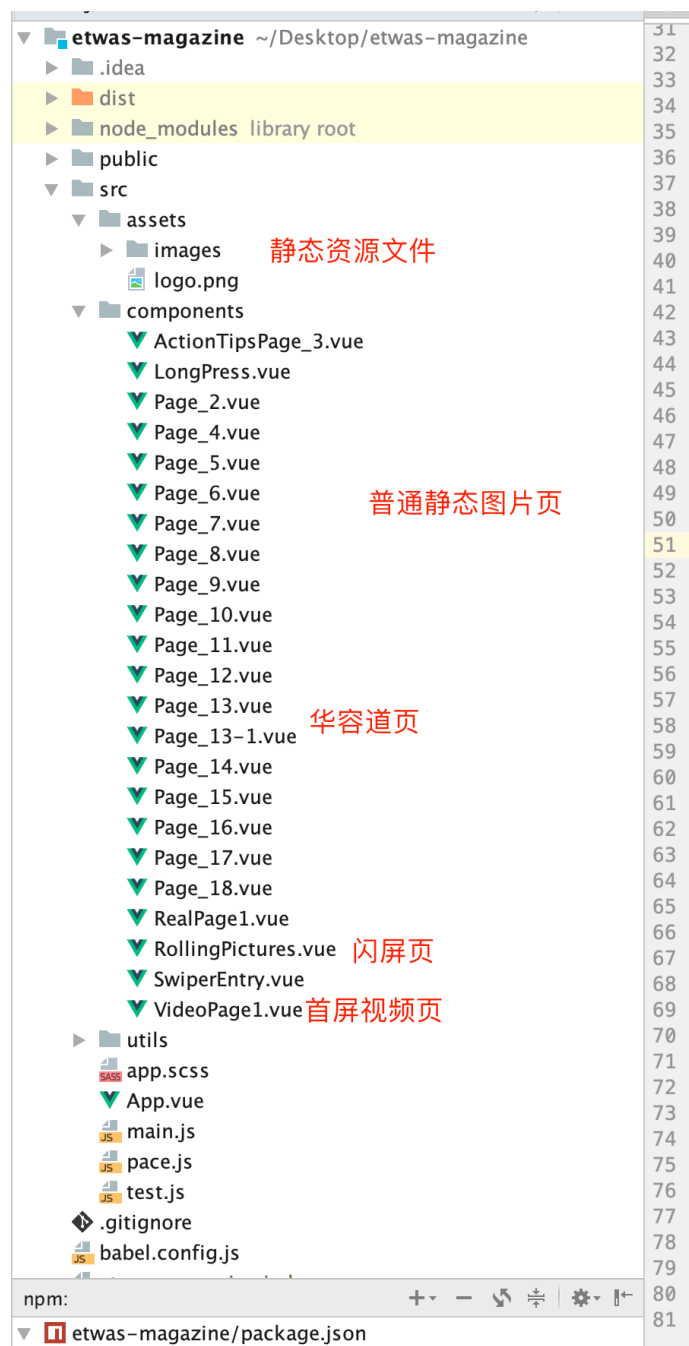 etwas-magazine ~/Desktop/etwas-magazine
31
.idea
32
33
dist
34
node_modules library root
35
public
36
src
37
assets
38
images 静态资源文件
39
40
logo.png
41
components
42
ActionTipsPage_3.vue
43
LongPress.vue
44
Page_2.vue
45
Page_4.vue
46
Page_5.vue
47
Page_6.vue 普通静态图片页
48
49
Page_7.vue
50
Page_8.vue
51
Page_9.vue
52
53
Page_10.vue
54
Page_11.vue
55
Page_12.vue
56
Page_13.vue
57
华容道页
Page_13-1.vue
58
Page_14.vue
59
Page_15.vue
60
61
Page_16.vue
62
Page_17.vue
63
Page_18.vue
64
RealPage1.vue
65
66
RollingPictures.vue 闪屏页
67
SwiperEntry.vue
68
VideoPage1.vue 首屏视频页
69
utils
70
app.scss
71
App.vue
72
73
main.js
74
pace.js
75
test.js
76
.gitignore
77
babel.config.js
78
79
npm:
80
etwas-magazine/package.json
81